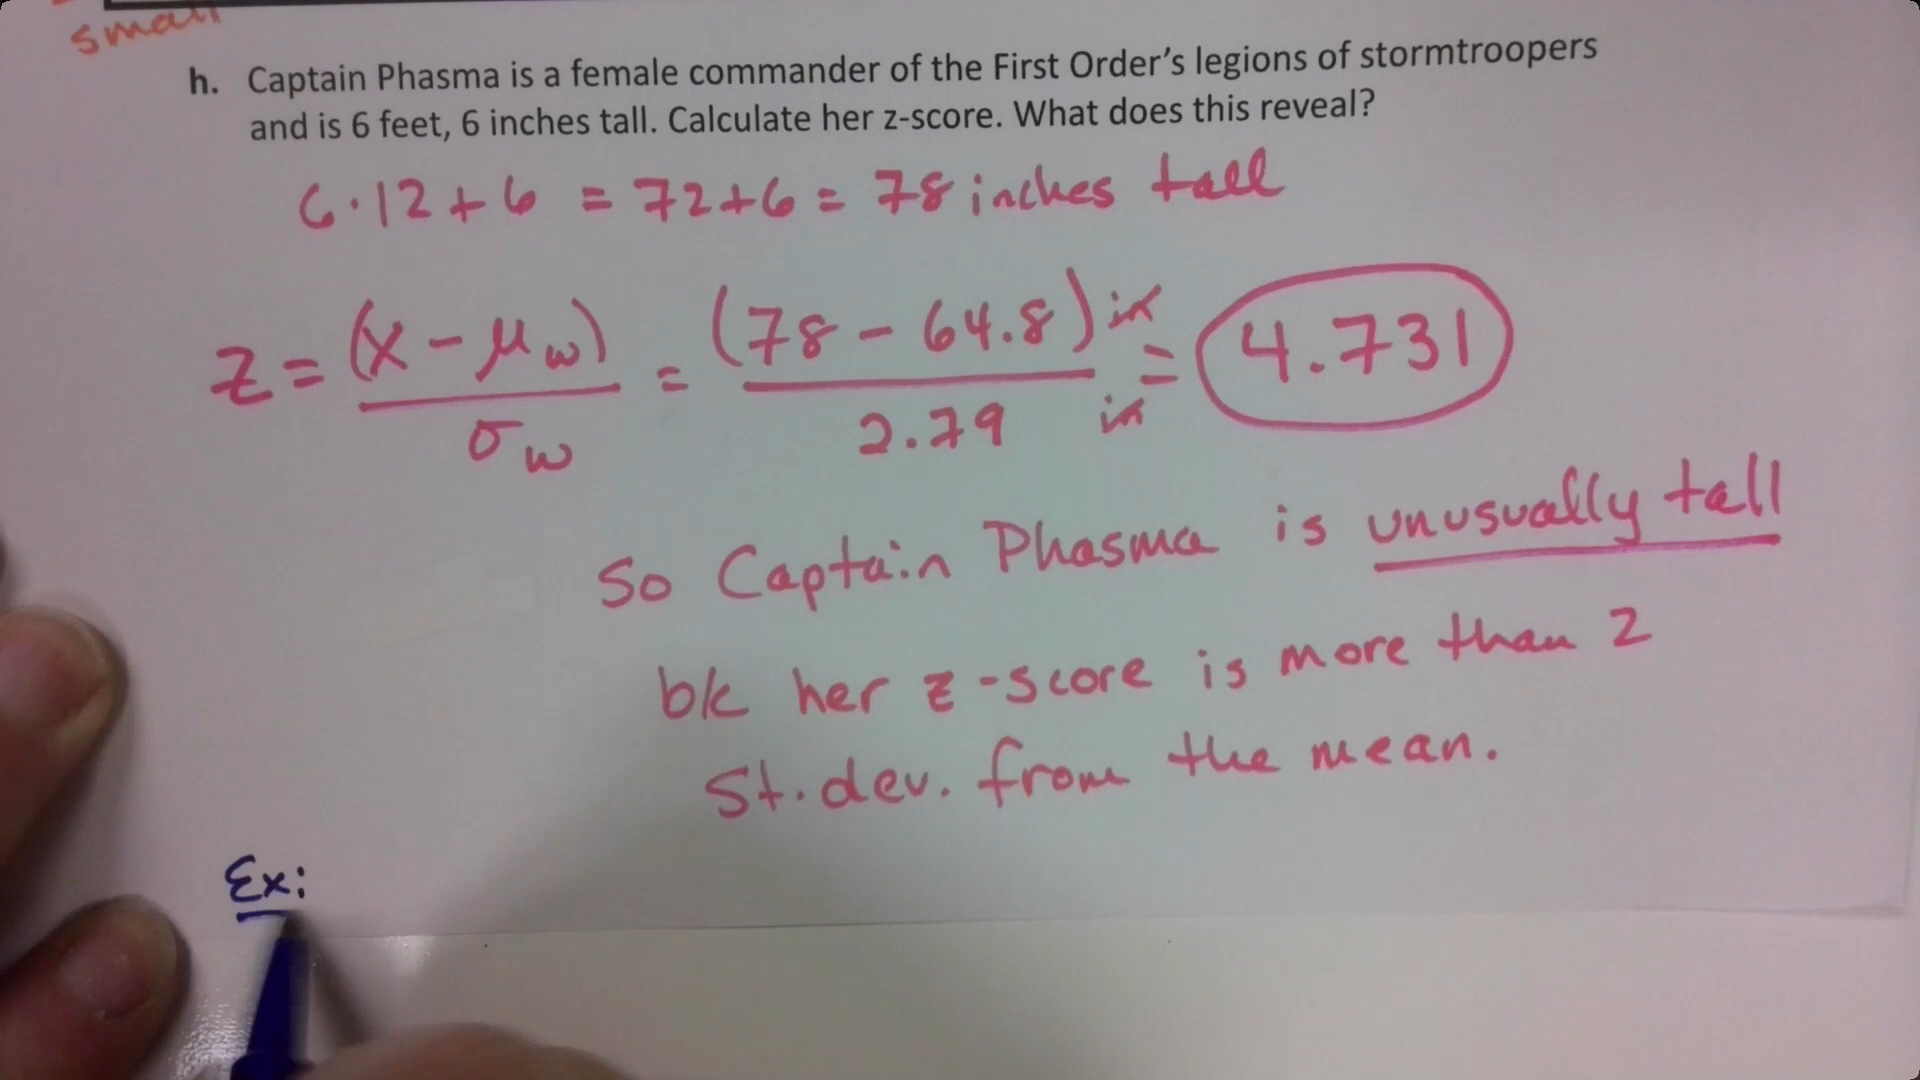 small
h. Captain Phasma is a female commander of the First Order's legions of stormtroopers
and is 6 feet, 6 inches tall. Calculate her z-score. What does this reveal?
6·12+6 = 72+6 = 78 inches tall
z = (x - μw) / σw = (78 - 64.8) in / 2.79 in = 4.731
So Captain Phasma is unusually tall
bk her z-score is more than 2
st. dev. from the mean.
Ex: